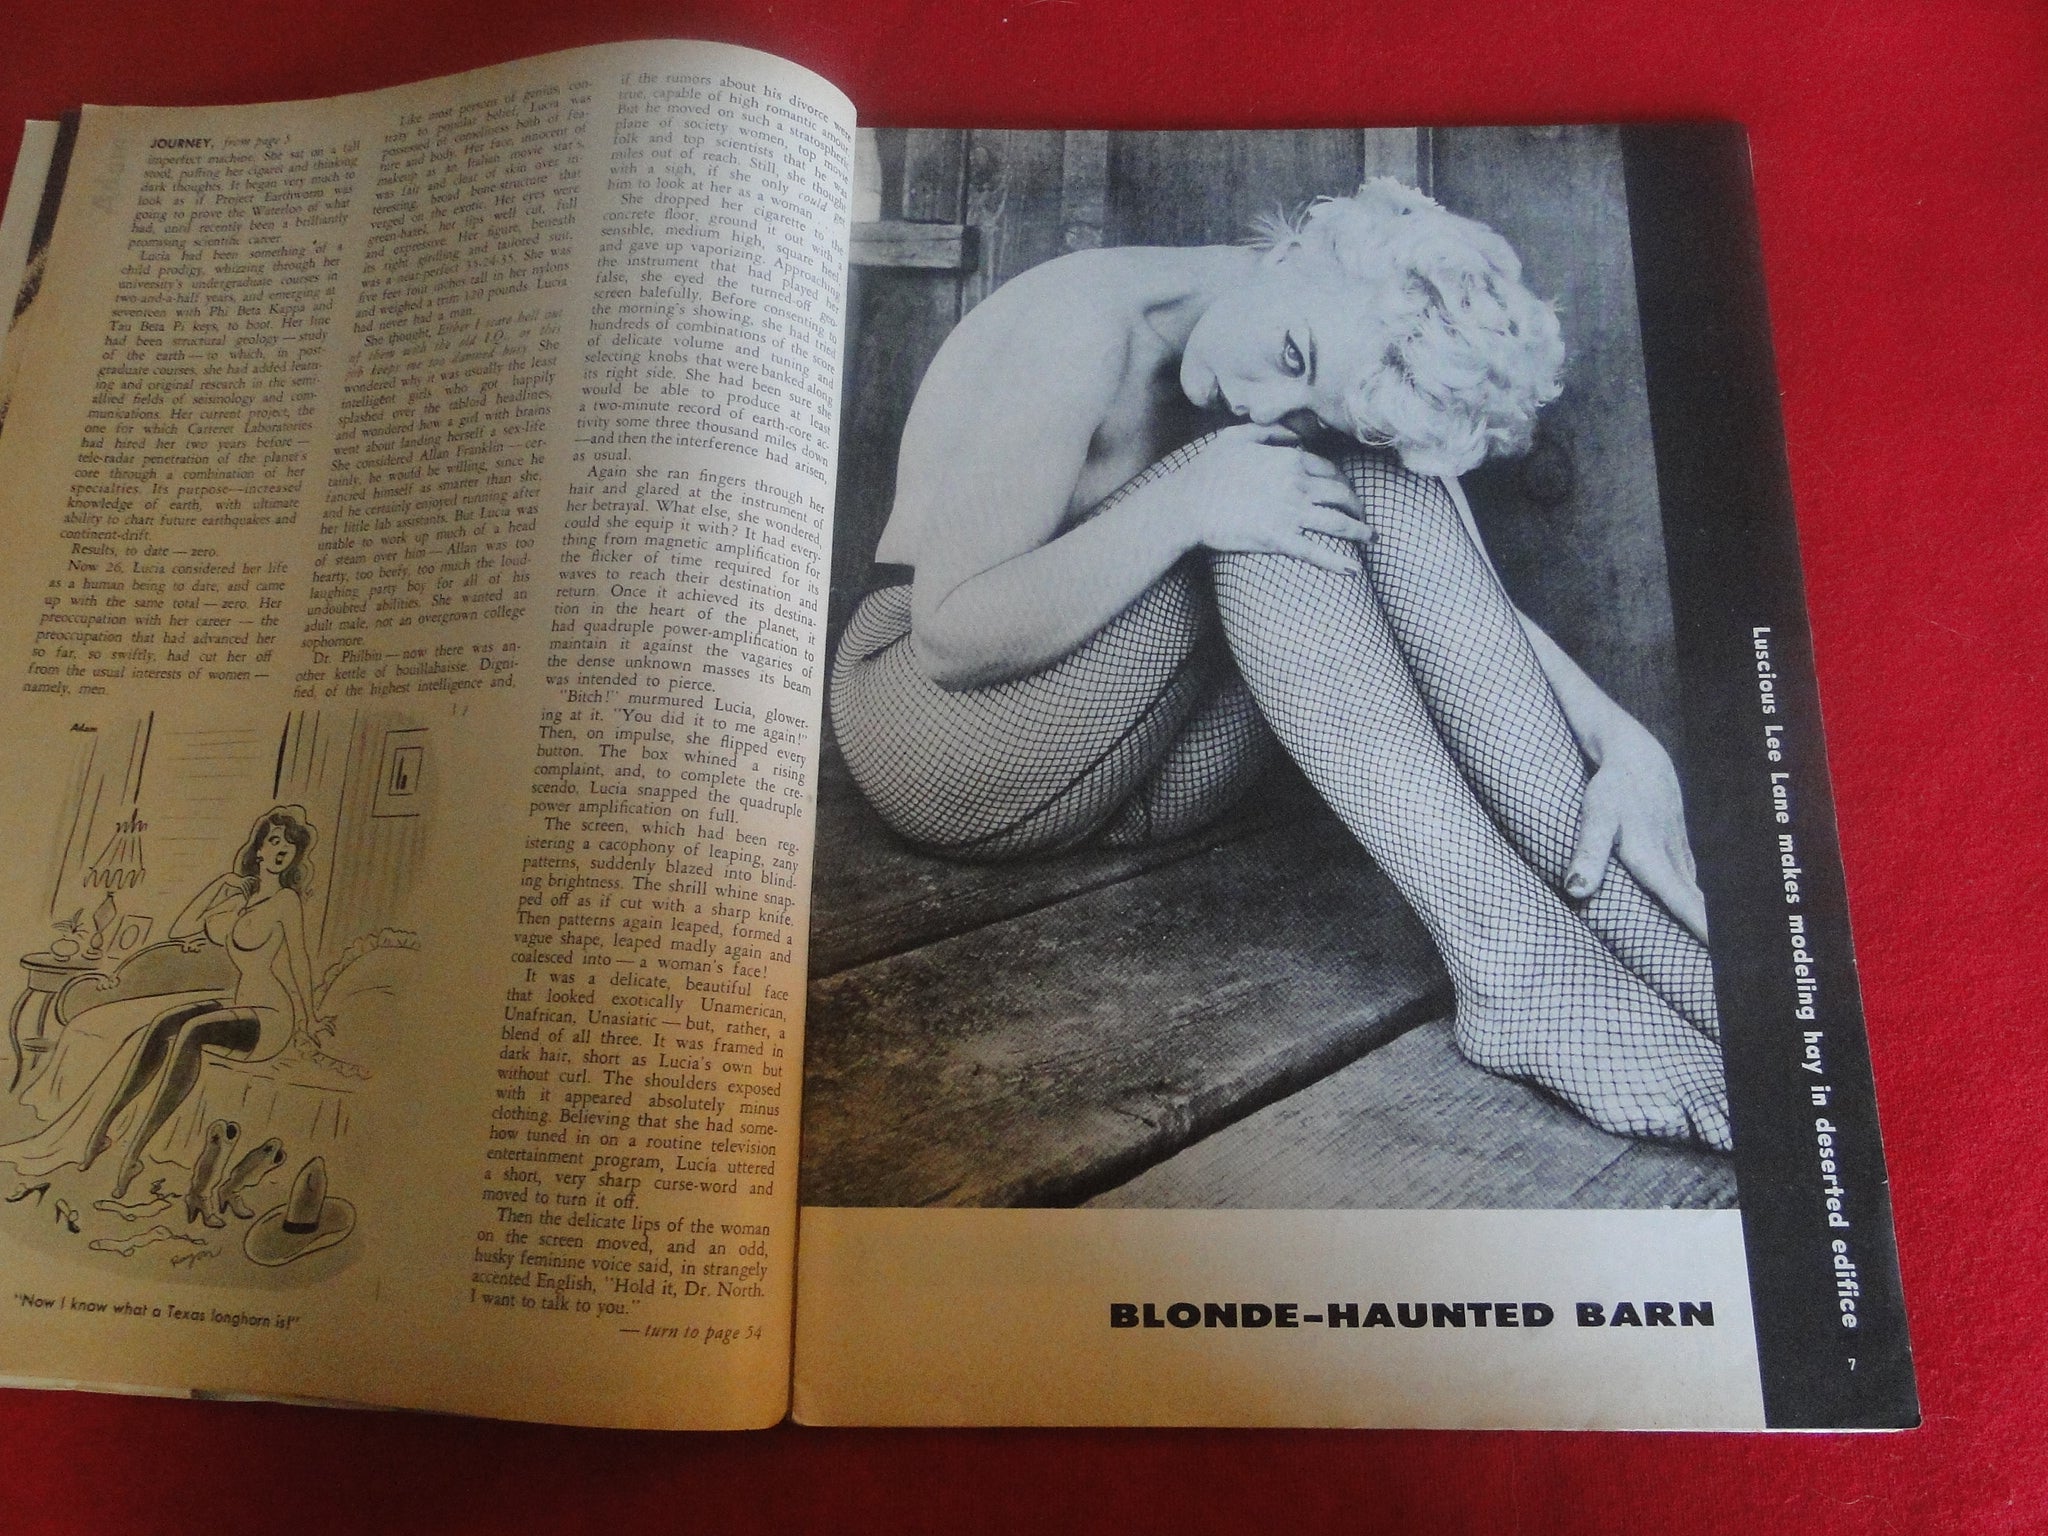 JOURNEY, from page 5
imperfect machine. She sat on a tall
stool, puffing her cigaret and thinking
dark thoughts. It began very much to
look as if Project Earthworm was
going to prove the Waterloo of what
had, until recently been a brilliantly
promising scientific career.
Lucia had been something of a
child prodigy, whizzing through her
university's undergraduate courses in
two-and-a-half years, and emerging at
seventeen with Phi Beta Kappa and
Tau Beta Pi keys, to boot. Her line
had been structural geology — study
of the earth — to which, in post-
graduate courses, she had added learn-
ing and original research in the semi-
allied fields of seismology and com-
munications. Her current project, the
one for which Carteret Laboratories
had hired her two years before —
tele-radar penetration of the planet's
core through a combination of her
specialties. Its purpose—increased
knowledge of earth, with ultimate
ability to chart future earthquakes and
continent-drift.
Results, to date — zero.
Now 26, Lucia considered her life
as a human being to date, and came
up with the same total — zero. Her
preoccupation with her career — the
preoccupation that had advanced her
so far, so swiftly, had cut her off
from the usual interests of women —
namely, men.
Like most persons of genius, con-
trary to popular belief, Lucia was
possessed of comeliness both of fea-
ture and body. Her face, innocent of
makeup as an Italian movie star's,
was fair and clear of skin over in-
teresting, broad bone-structure that
verged on the exotic. Her eyes were
green-hazel, her lips well cut, full
and expressive. Her figure, beneath
its right girdling and tailored suit,
was a near-perfect 35-24-35. She was
five feet four inches tall in her nylons
and weighed a trim 120 pounds. Lucia
had never had a man.
She thought, Either I scare hell out
of them with the old I.Q. or this
job keeps me too damned busy. She
wondered why it was usually the least
intelligent girls who got happily
splashed over the tabloid headlines,
and wondered how a girl with brains
went about landing herself a sex-life
She considered Allan Franklin — cer-
tainly, he would be willing, since he
fancied himself as smarter than she,
and he certainly enjoyed running after
her little lab assistants. But Lucia was
unable to work up much of a head
of steam over him — Allan was too
hearty, too beefy, too much the loud-
laughing party boy for all of his
undoubted abilities. She wanted an
adult male, not an overgrown college
sophomore.
Dr. Philbin — now there was an-
other kettle of bouillabaisse. Digni-
fied, of the highest intelligence and,
if the rumors about his divorce were
true, capable of high romantic amour.
But he moved on such a stratospheric
plane of society women, top movie
folk and top scientists that he was
miles out of reach. Still, she thought
with a sigh, if she only could get
him to look at her as a woman . . .
She dropped her cigarette to the
concrete floor, ground it out with a
sensible, medium high, square heel
and gave up vaporizing. Approaching
the instrument that had played her
false, she eyed the turned-off geo-
screen balefully. Before consenting to
the morning's showing, she had tried
hundreds of combinations of the score
of delicate volume and tuning and
selecting knobs that were banked along
its right side. She had been sure she
would be able to produce at least
a two-minute record of earth-core ac-
tivity some three thousand miles down
—and then the interference had arisen,
as usual.
Again she ran fingers through her
hair and glared at the instrument of
her betrayal. What else, she wondered,
could she equip it with? It had every-
thing from magnetic amplification for
the flicker of time required for its
waves to reach their destination and
return. Once it achieved its destina-
tion in the heart of the planet, it
had quadruple power-amplification to
maintain it against the vagaries of
the dense unknown masses its beam
was intended to pierce.
"Bitch!" murmured Lucia, glower-
ing at it. "You did it to me again!"
Then, on impulse, she flipped every
button. The box whined a rising
complaint, and, to complete the cre-
scendo, Lucia snapped the quadruple
power amplification on full.
The screen, which had been reg-
istering a cacophony of leaping, zany
patterns, suddenly blazed into blind-
ing brightness. The shrill whine snap-
ped off as if cut with a sharp knife.
Then patterns again leaped, formed a
vague shape, leaped madly again and
coalesced into — a woman's face!
It was a delicate, beautiful face
that looked exotically Unamerican,
Unafrican, Unasiatic — but, rather, a
blend of all three. It was framed in
dark hair, short as Lucia's own but
without curl. The shoulders exposed
with it appeared absolutely minus
clothing. Believing that she had some-
how tuned in on a routine television
entertainment program, Lucia uttered
a short, very sharp curse-word and
moved to turn it off.
Then the delicate lips of the woman
on the screen moved, and an odd,
husky feminine voice said, in strangely
accented English, "Hold it, Dr. North.
I want to talk to you."
— turn to page 54
Adam
"Now I know what a Texas longhorn is!"
Luscious Lee Lane makes modeling hay in deserted edifice
BLONDE-HAUNTED BARN
7